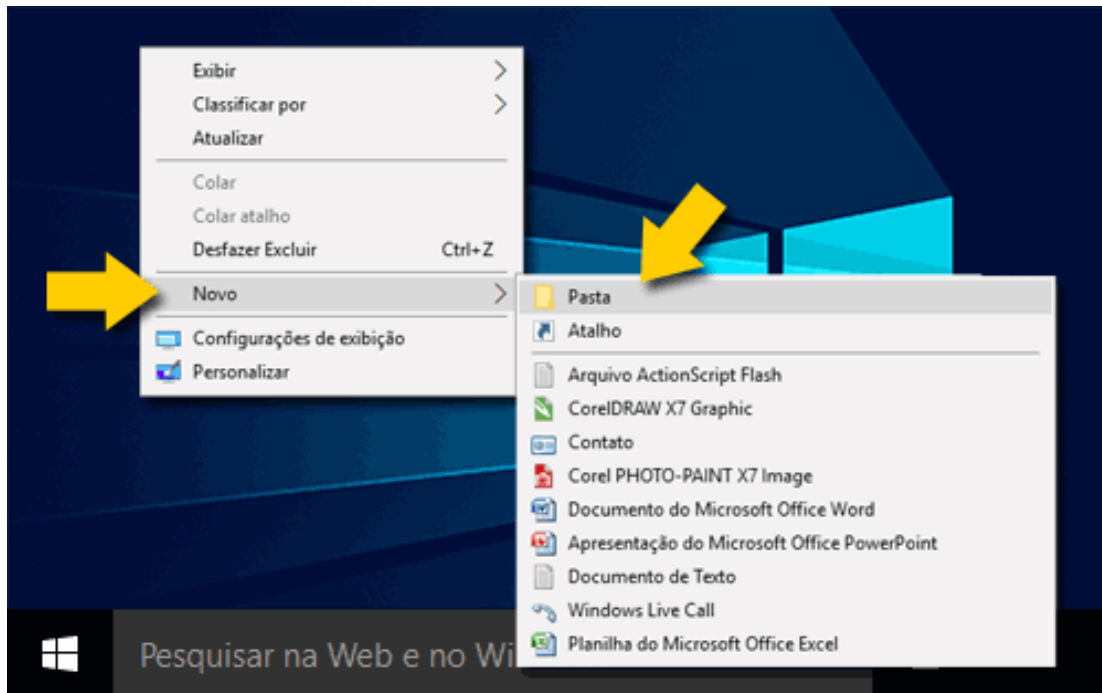 Exibir
Classificar por
Atualizar
Colar
Colar atalho
Desfazer Excluir Ctrl+Z
Novo
Configurações de exibição
Personalizar
Pasta
Atalho
Arquivo ActionScript Flash
CorelDRAW X7 Graphic
Contato
Corel PHOTO-PAINT X7 Image
Documento do Microsoft Office Word
Apresentação do Microsoft Office PowerPoint
Documento de Texto
Windows Live Call
Planilha do Microsoft Office Excel
Pesquisar na Web e no Wi